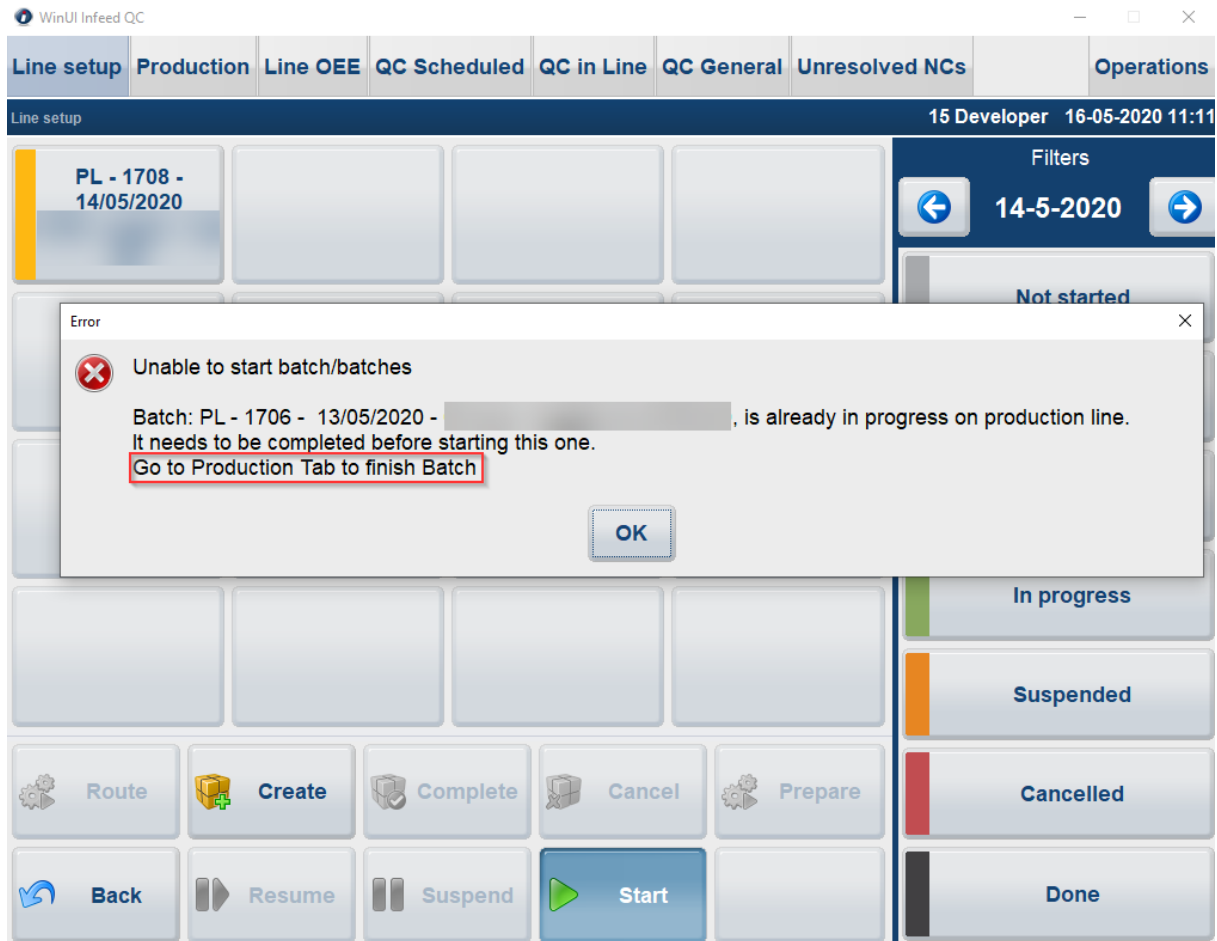 WinUI Infeed QC
Line setup Production Line OEE QC Scheduled QC in Line QC General Unresolved NCs Operations
Line setup 15 Developer 16-05-2020 11:11
PL - 1708 -
14/05/2020
Filters
14-5-2020
Not started
Error
Unable to start batch/batches
Batch: PL - 1706 - 13/05/2020 - , is already in progress on production line.
It needs to be completed before starting this one.
Go to Production Tab to finish Batch
OK
In progress
Suspended
Route Create Complete Cancel Prepare
Cancelled
Back Resume Suspend Start
Done